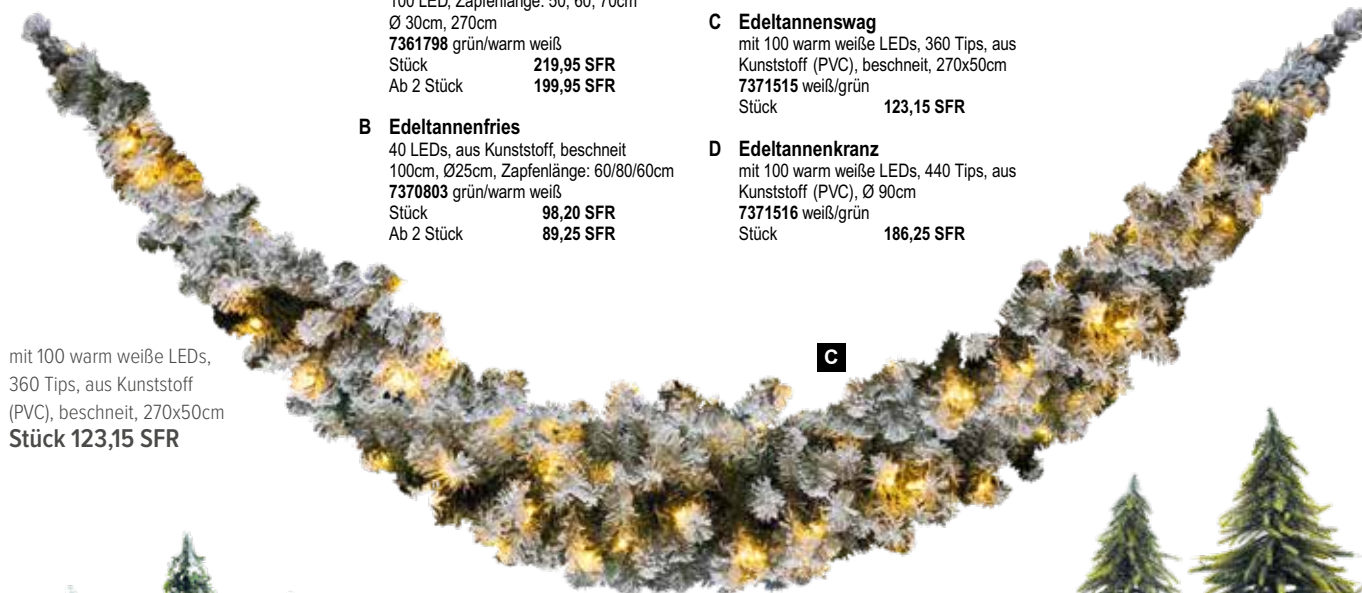 100 LED, Zapfenlänge: 50, 60, 70cm
Ø 30cm, 270cm
7361798 grün/warm weiß
Stück 219,95 SFR
Ab 2 Stück 199,95 SFR
B Edeltannenfries
40 LEDs, aus Kunststoff, beschneit
100cm, Ø25cm, Zapfenlänge: 60/80/60cm
7370803 grün/warm weiß
Stück 98,20 SFR
Ab 2 Stück 89,25 SFR
C Edeltannenswag
mit 100 warm weiße LEDs, 360 Tips, aus
Kunststoff (PVC), beschneit, 270x50cm
7371515 weiß/grün
Stück 123,15 SFR
D Edeltannenkranz
mit 100 warm weiße LEDs, 440 Tips, aus
Kunststoff (PVC), Ø 90cm
7371516 weiß/grün
Stück 186,25 SFR
C
mit 100 warm weiße LEDs,
360 Tips, aus Kunststoff
(PVC), beschneit, 270x50cm
Stück 123,15 SFR